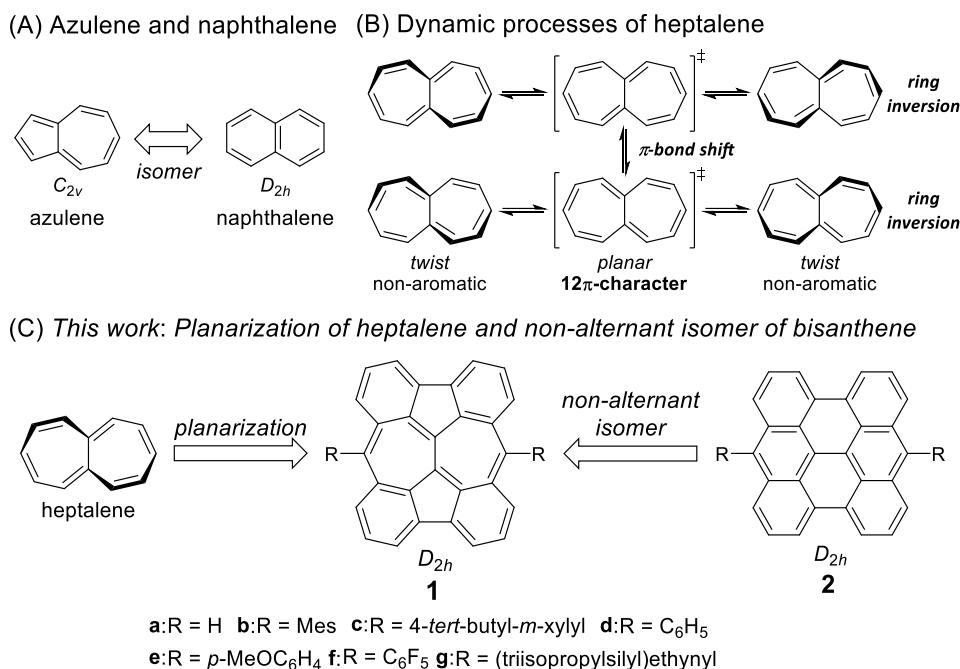 (A) Azulene and naphthalene
C2v
azulene
isomer
D2h
naphthalene
(B) Dynamic processes of heptalene
‡
ring
inversion
π-bond shift
‡
ring
inversion
twist
non-aromatic
planar
12π-character
twist
non-aromatic
(C) This work: Planarization of heptalene and non-alternant isomer of bisanthene
heptalene
planarization
R
R
D2h
1
non-alternant
isomer
R
R
D2h
2
a:R = H b:R = Mes c:R = 4-tert-butyl-m-xylyl d:R = C6H5
e:R = p-MeOC6H4 f:R = C6F5 g:R = (triisopropylsilyl)ethynyl